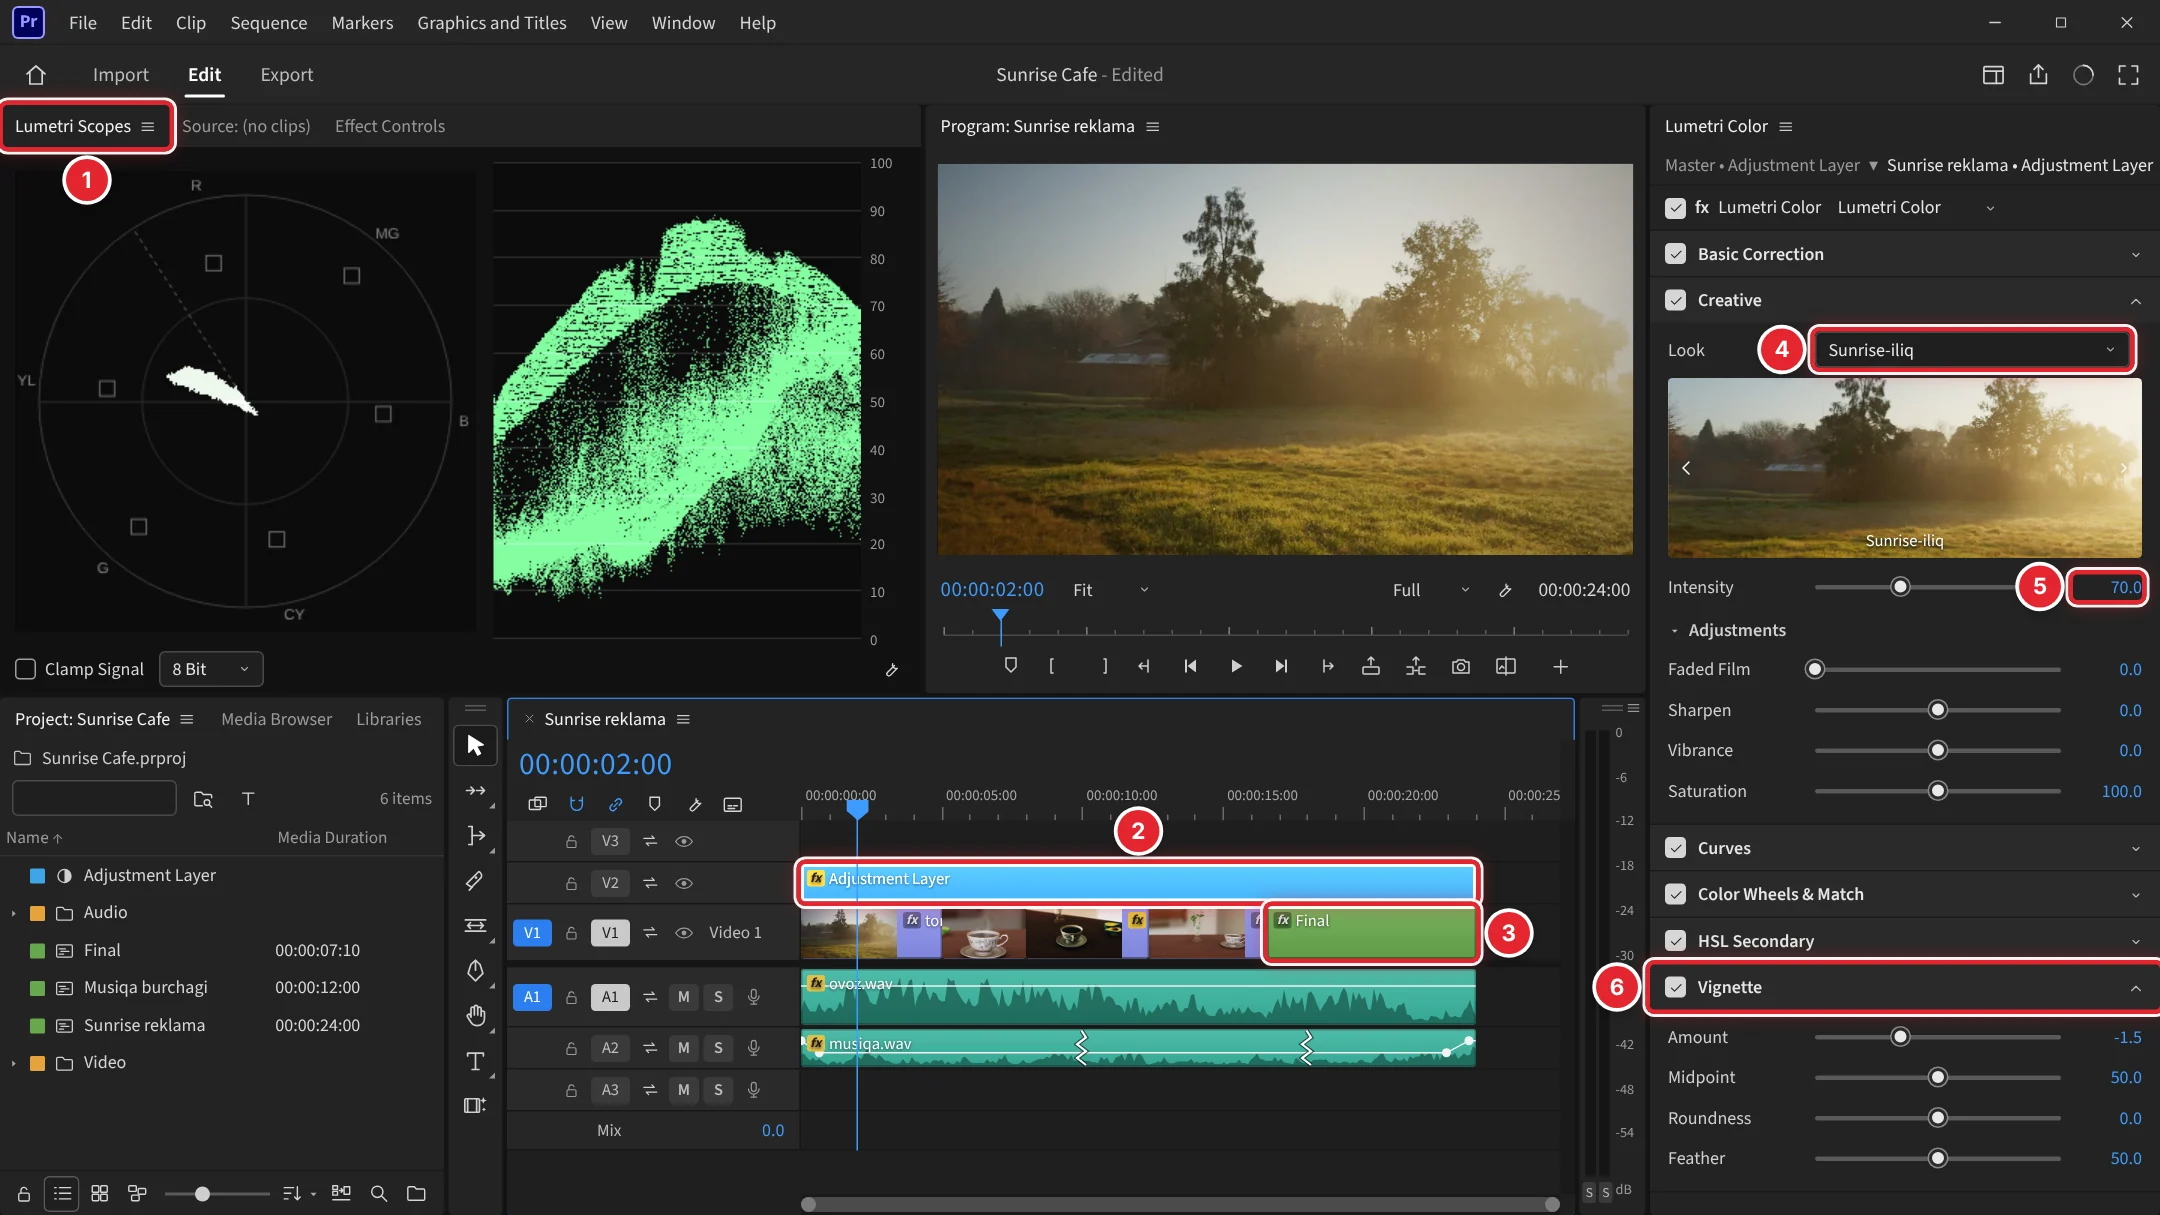 Pr File Edit Clip Sequence Markers Graphics and Titles View Window Help
Import Edit Export
Sunrise Cafe - Edited
Lumetri Scopes
Source: (no clips)
Effect Controls
1
R
MG
YL
B
G
CY
100
90
80
70
60
50
40
30
20
10
0
Clamp Signal
8 Bit
Program: Sunrise reklama
00:00:02:00
Fit
Full
00:00:24:00
Lumetri Color
Master • Adjustment Layer
Sunrise reklama • Adjustment Layer
fx Lumetri Color
Lumetri Color
Basic Correction
Creative
Look
4
Sunrise-iliq
Sunrise-iliq
Intensity
5
70.0
Adjustments
Faded Film 0.0
Sharpen 0.0
Vibrance 0.0
Saturation 100.0
Curves
Color Wheels & Match
HSL Secondary
6
Vignette
Amount -1.5
Midpoint 50.0
Roundness 0.0
Feather 50.0
Project: Sunrise Cafe
Media Browser
Libraries
Sunrise Cafe.prproj
6 items
Name
Media Duration
Adjustment Layer
Audio
Final 00:00:07:10
Musiqa burchagi 00:00:12:00
Sunrise reklama 00:00:24:00
Video
Sunrise reklama
00:00:02:00
00:00:00:00
00:00:05:00
00:00:10:00
00:00:15:00
00:00:20:00
00:00:25
2
V3
V2
fx Adjustment Layer
V1 V1 Video 1
fx
fx
fx Final
3
A1 A1 M S
fx ovoz.wav
A2 M S
fx musiqa.wav
A3 M S
Mix 0.0
0
-6
-12
-18
-24
-30
-42
-48
-54
S S dB